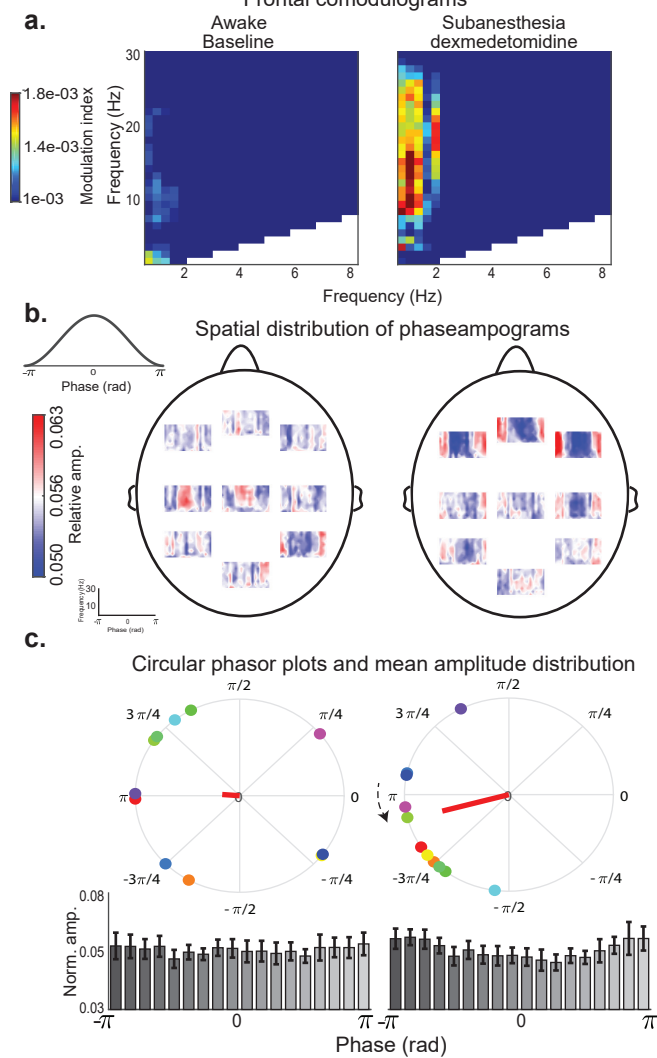 Frontal comodulograms
a.
Awake
Baseline
Subanesthesia
dexmedetomidine
1.8e-03
1.4e-03
1e-03
Modulation index
Frequency (Hz)
30
20
10
2
4
6
8
2
4
6
8
Frequency (Hz)
b.
Spatial distribution of phaseampograms
-π
0
π
Phase (rad)
0.063
0.056
0.050
Relative amp.
Frequency(Hz)
30
10
-π
π
Phase (rad)
c.
Circular phasor plots and mean amplitude distribution
π/2
3π/4
π/4
π
0
0
-3π/4
-π/4
-π/2
π/2
3π/4
π/4
π
0
0
-3π/4
-π/4
-π/2
Norm. amp.
0.08
0.05
0.03
-π
0
π
0
π
Phase (rad)